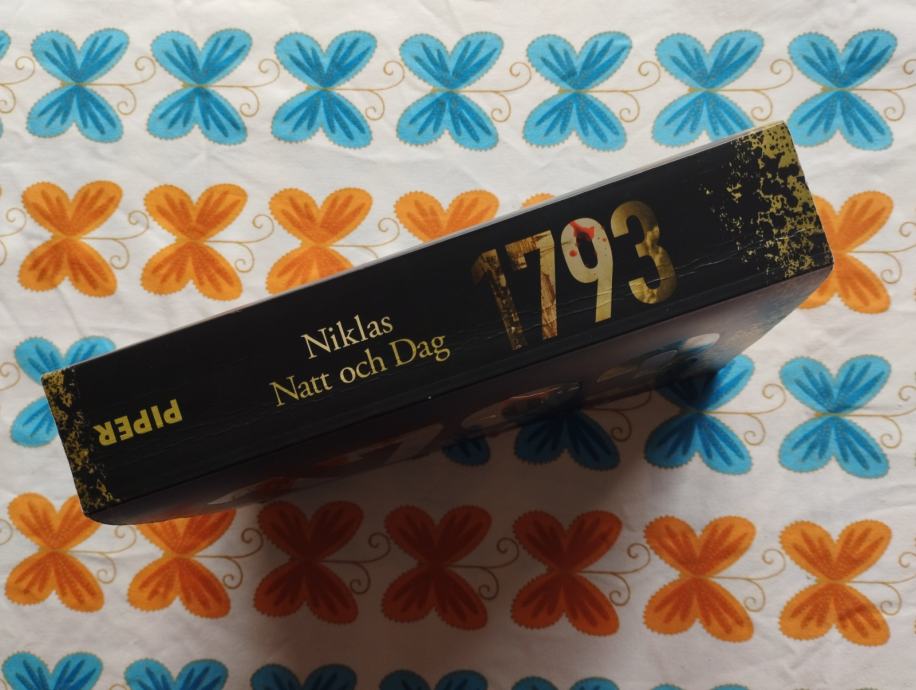 Niklas
Natt och Dag
1793
PIPER